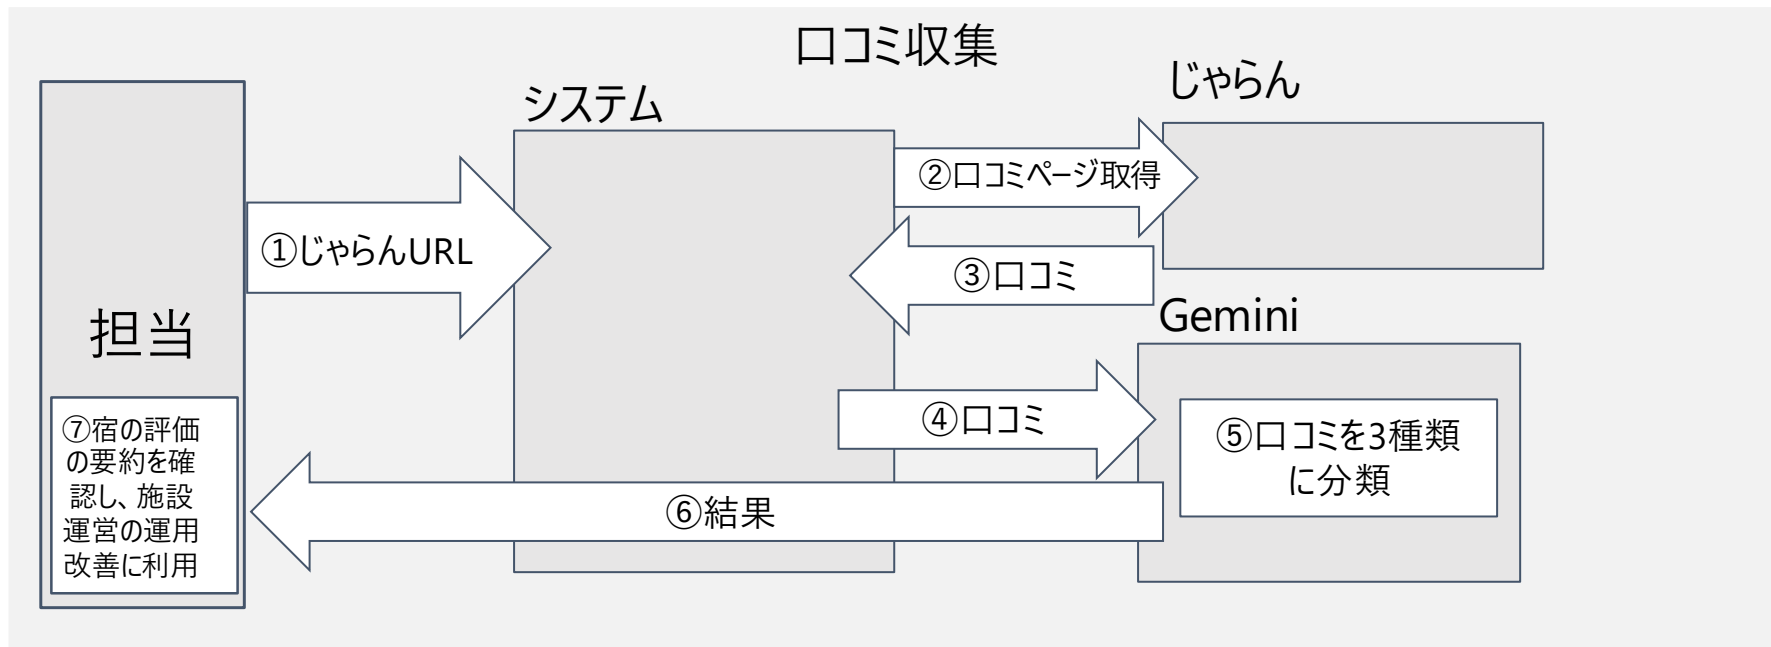 口コミ収集
システム
じゃらん
②口コミページ取得
①じゃらんURL
③口コミ
担当
Gemini
④口コミ
⑤口コミを3種類
に分類
⑥結果
⑦宿の評価
の要約を確
認し、施設
運営の運用
改善に利用